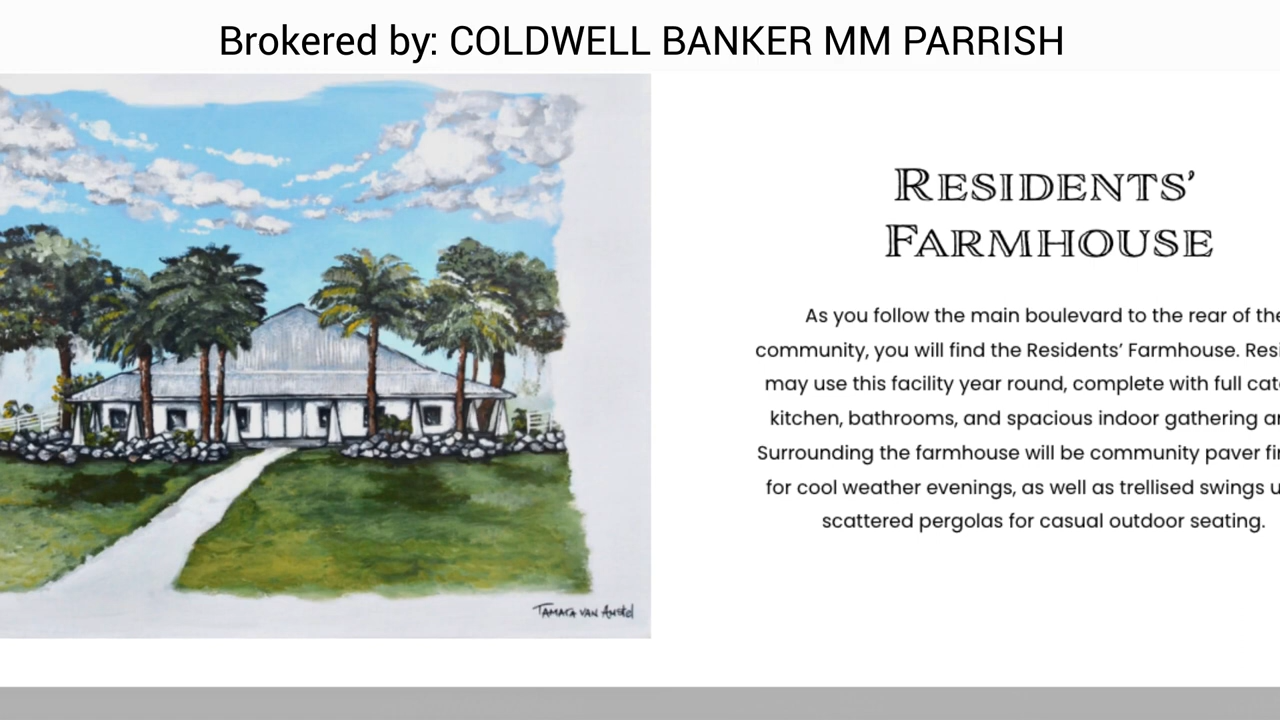 Brokered by: COLDWELL BANKER MM PARRISH
RESIDENTS'
FARMHOUSE
As you follow the main boulevard to the rear of the
community, you will find the Residents' Farmhouse.
may use this facility year round, complete with full
kitchen, bathrooms, and spacious indoor gathering
Surrounding the farmhouse will be community paver
for cool weather evenings, as well as trellised swings
scattered pergolas for casual outdoor seating.
TAMARA VAN Amstel